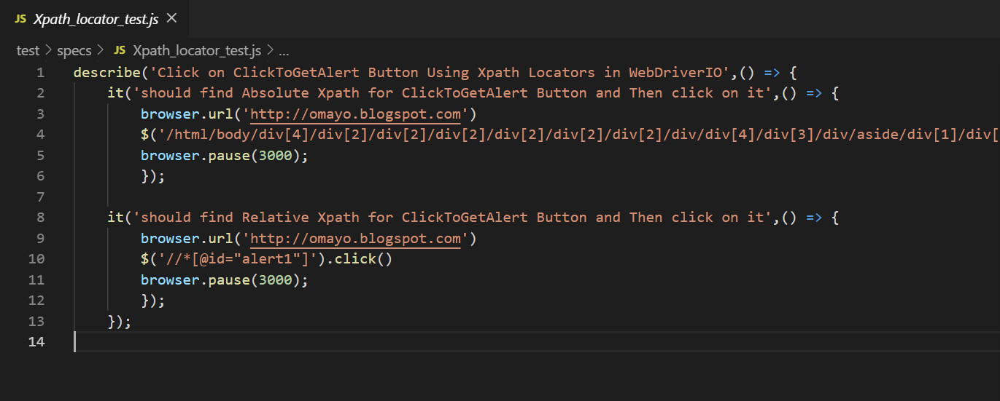 JS Xpath_locator_test.js ×
test > specs > JS Xpath_locator_test.js > ...
1 describe('Click on ClickToGetAlert Button Using Xpath Locators in WebDriverIO',() => {
2 it('should find Absolute Xpath for ClickToGetAlert Button and Then click on it',() => {
3 browser.url('http://omayo.blogspot.com')
4 $('/html/body/div[4]/div[2]/div[2]/div[2]/div[2]/div[2]/div[2]/div/div[4]/div[3]/div/aside/div[1]/div[
5 browser.pause(3000);
6 });
7
8 it('should find Relative Xpath for ClickToGetAlert Button and Then click on it',() => {
9 browser.url('http://omayo.blogspot.com')
10 $('//*[@id="alert1"]').click()
11 browser.pause(3000);
12 });
13 });
14